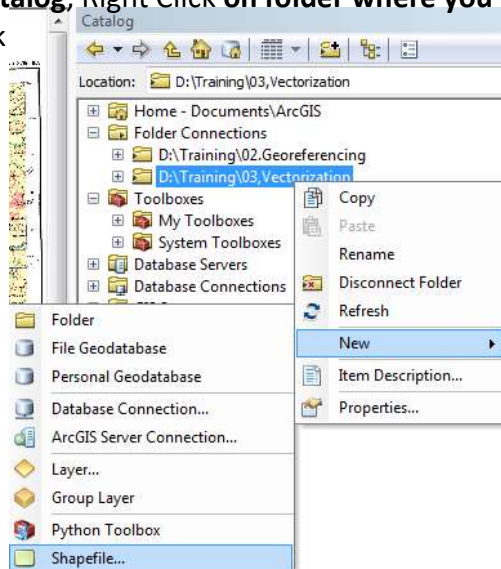 talog, Right Click on folder where you
k
Catalog
Location: D:\Training\03,Vectorization
Home - Documents\ArcGIS
Folder Connections
D:\Training\02.Georeferencing
D:\Training\03,Vectorization
Toolboxes
My Toolboxes
System Toolboxes
Database Servers
Database Connections
Copy
Paste
Rename
Disconnect Folder
Refresh
New
Item Description...
Properties...
Folder
File Geodatabase
Personal Geodatabase
Database Connection...
ArcGIS Server Connection...
Layer...
Group Layer
Python Toolbox
Shapefile...